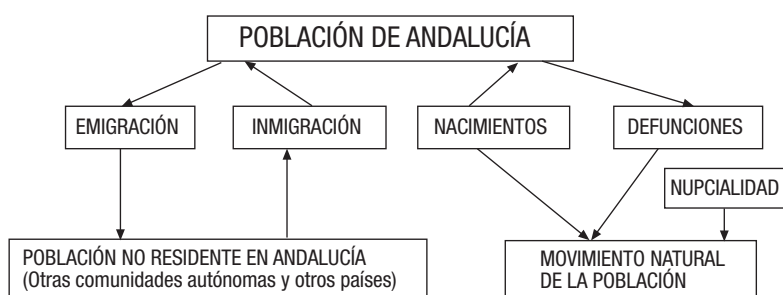 POBLACIÓN DE ANDALUCÍA
EMIGRACIÓN
INMIGRACIÓN
NACIMIENTOS
DEFUNCIONES
NUPCIALIDAD
POBLACIÓN NO RESIDENTE EN ANDALUCÍA
(Otras comunidades autónomas y otros países)
MOVIMIENTO NATURAL
DE LA POBLACIÓN